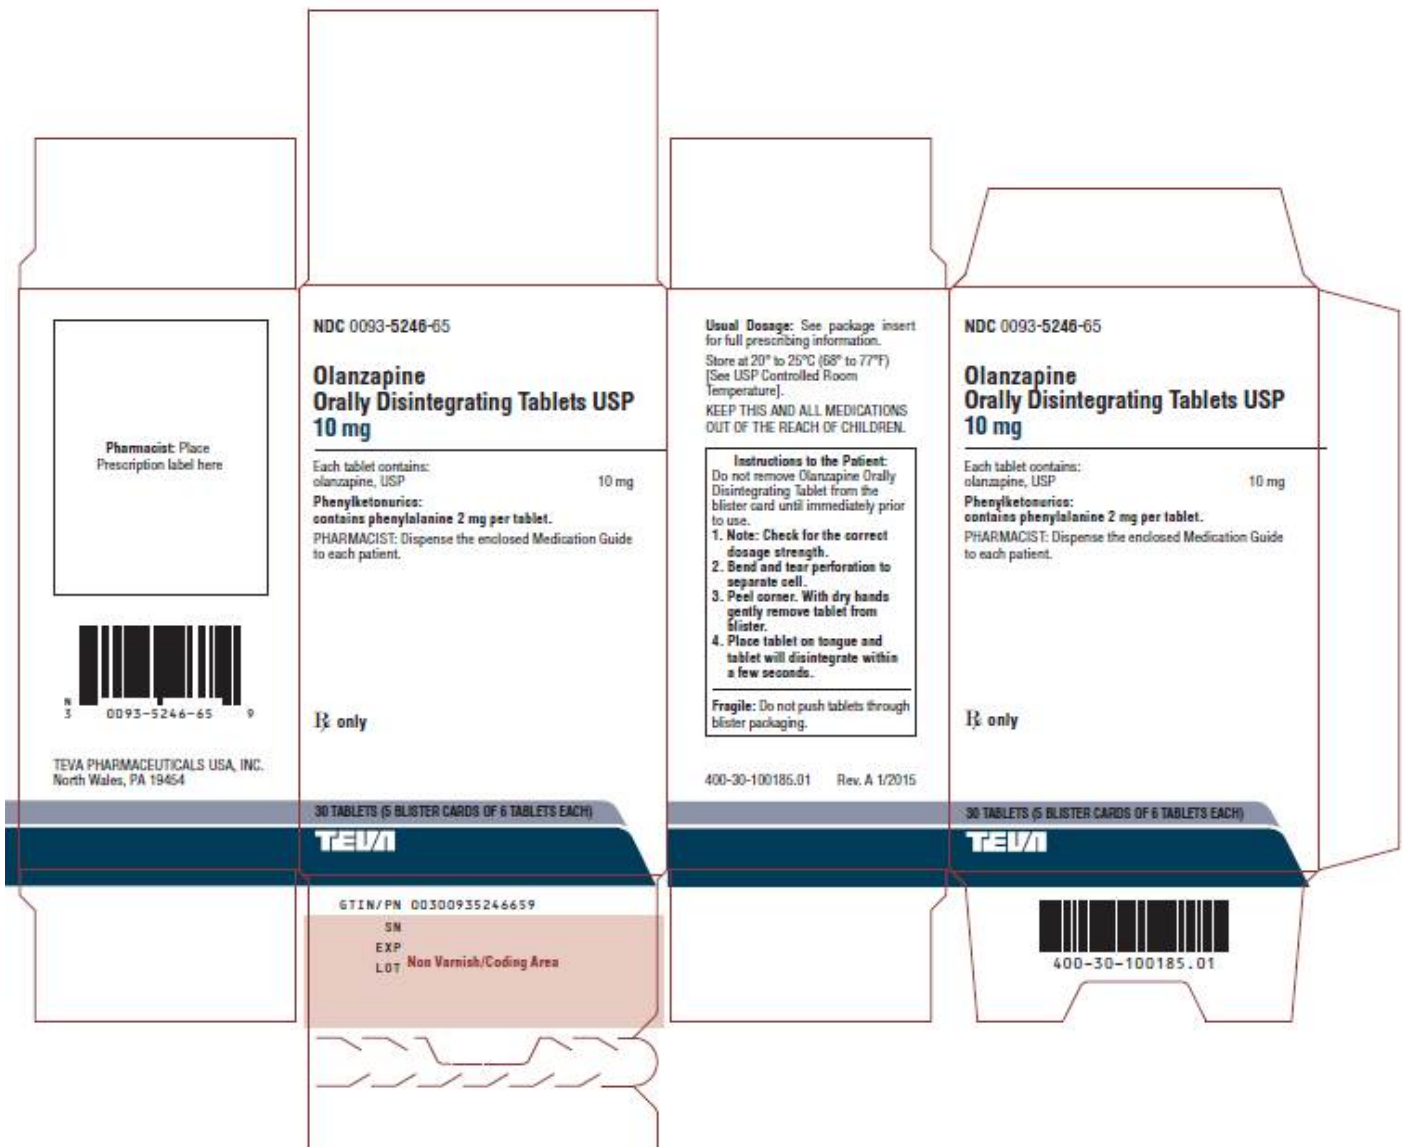 Pharmacist: Place
Prescription label here
N
3 0093-5246-65 9
TEVA PHARMACEUTICALS USA, INC.
North Wales, PA 19454
NDC 0093-5246-65
Olanzapine
Orally Disintegrating Tablets USP
10 mg
Each tablet contains:
olanzapine, USP 10 mg
Phenylketonurics:
contains phenylalanine 2 mg per tablet.
PHARMACIST: Dispense the enclosed Medication Guide
to each patient.
℞ only
30 TABLETS (5 BLISTER CARDS OF 6 TABLETS EACH)
TEVA
GTIN/PN 00300935246659
SN
EXP
LOT
Non Varnish/Coding Area
Usual Dosage: See package insert
for full prescribing information.
Store at 20° to 25°C (68° to 77°F)
[See USP Controlled Room
Temperature].
KEEP THIS AND ALL MEDICATIONS
OUT OF THE REACH OF CHILDREN.
Instructions to the Patient:
Do not remove Olanzapine Orally
Disintegrating Tablet from the
blister card until immediately prior
to use.
1. Note: Check for the correct
dosage strength.
2. Bend and tear perforation to
separate cell.
3. Peel corner. With dry hands
gently remove tablet from
blister.
4. Place tablet on tongue and
tablet will disintegrate within
a few seconds.
Fragile: Do not push tablets through
blister packaging.
400-30-100185.01 Rev. A 1/2015
NDC 0093-5246-65
Olanzapine
Orally Disintegrating Tablets USP
10 mg
Each tablet contains:
olanzapine, USP 10 mg
Phenylketonurics:
contains phenylalanine 2 mg per tablet.
PHARMACIST: Dispense the enclosed Medication Guide
to each patient.
℞ only
30 TABLETS (5 BLISTER CARDS OF 6 TABLETS EACH)
TEVA
400-30-100185.01